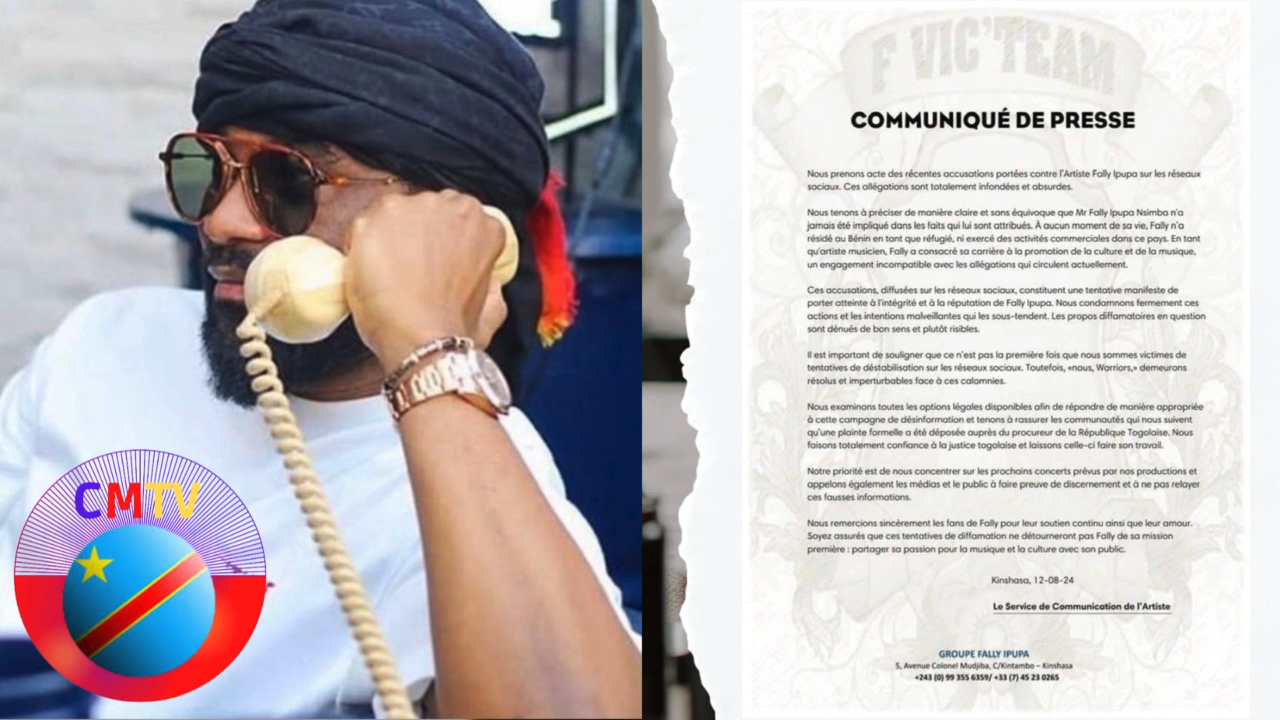 CMTV
F VIC'TEAM
COMMUNIQUÉ DE PRESSE
Nous prenons acte des récentes accusations portées contre l'Artiste Fally Ipupa sur les réseaux
sociaux. Ces allégations sont totalement infondées et absurdes.
Nous tenons à préciser de manière claire et sans équivoque que Mr Fally Ipupa Nsimba n'a
jamais été impliqué dans les faits qui lui sont attribués. À aucun moment de sa vie, Fally n'a
résidé au Bénin en tant que réfugié, ni exercé des activités commerciales dans ce pays. En tant
qu'artiste musicien, Fally a consacré sa carrière à la promotion de la culture et de la musique,
un engagement incompatible avec les allégations qui circulent actuellement.
Ces accusations, diffusées sur les réseaux sociaux, constituent une tentative manifeste de
porter atteinte à l'intégrité et à la réputation de Fally Ipupa. Nous condamnons fermement ces
actions et les intentions malveillantes qui les sous-tendent. Les propos diffamatoires en question
sont dénués de bon sens et plutôt risibles.
Il est important de souligner que ce n'est pas la première fois que nous sommes victimes de
tentatives de déstabilisation sur les réseaux sociaux. Toutefois, «nous, Warriors,» demeurons
résolus et imperturbables face à ces calomnies.
Nous examinons toutes les options légales disponibles afin de répondre de manière appropriée
à cette campagne de désinformation et tenons à rassurer les communautés qui nous suivent
qu'une plainte formelle a été déposée auprès du procureur de la République Togolaise. Nous
faisons totalement confiance à la justice togolaise et laissons celle-ci faire son travail.
Notre priorité est de nous concentrer sur les prochains concerts prévus par nos productions et
appelons également les médias et le public à faire preuve de discernement et à ne pas relayer
ces fausses informations.
Nous remercions sincèrement les fans de Fally pour leur soutien continu ainsi que leur amour.
Soyez assurés que ces tentatives de diffamation ne détourneront pas Fally de sa mission
première : partager sa passion pour la musique et la culture avec son public.
Kinshasa, 12-08-24
Le Service de Communication de l'Artiste
GROUPE FALLY IPUPA
5, Avenue Colonel Mudjiba, C/Kintambo – Kinshasa
+243 (0) 99 355 6359/ +33 (7) 45 23 0265